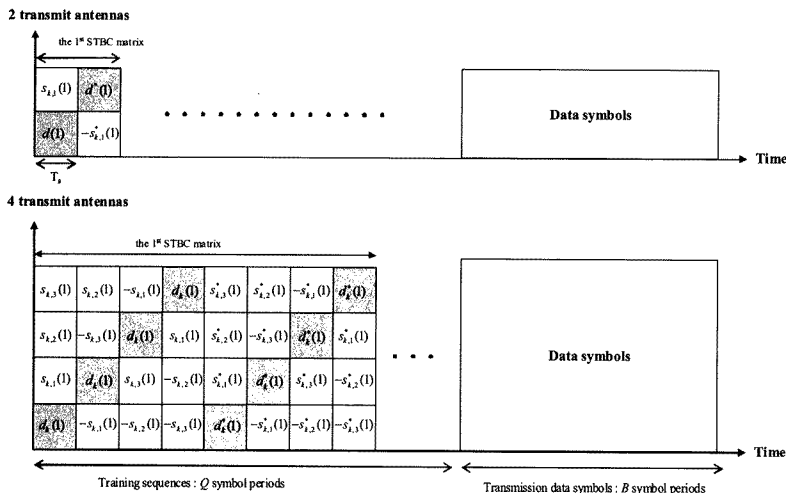 2 transmit antennas
the 1st STBC matrix
s_{k,1}(1) d*(1)
d(1) -s*_{k,1}(1)
Data symbols
Time
T_s
4 transmit antennas
the 1st STBC matrix
s_{k,3}(1) s_{k,2}(1) -s_{k,1}(1) d_k(1) s*_{k,3}(1) s*_{k,2}(1) -s*_{k,1}(1) d*_k(1)
s_{k,2}(1) -s_{k,3}(1) d_k(1) s_{k,1}(1) s*_{k,2}(1) -s*_{k,3}(1) d*_k(1) s*_{k,1}(1)
s_{k,1}(1) d_k(1) s_{k,3}(1) -s_{k,2}(1) s*_{k,1}(1) d*_k(1) s*_{k,3}(1) -s*_{k,2}(1)
d_k(1) -s_{k,1}(1) -s_{k,2}(1) -s_{k,3}(1) d*_k(1) -s*_{k,1}(1) -s*_{k,2}(1) -s*_{k,3}(1)
Data symbols
Time
Training sequences : Q symbol periods
Transmission data symbols : B symbol periods